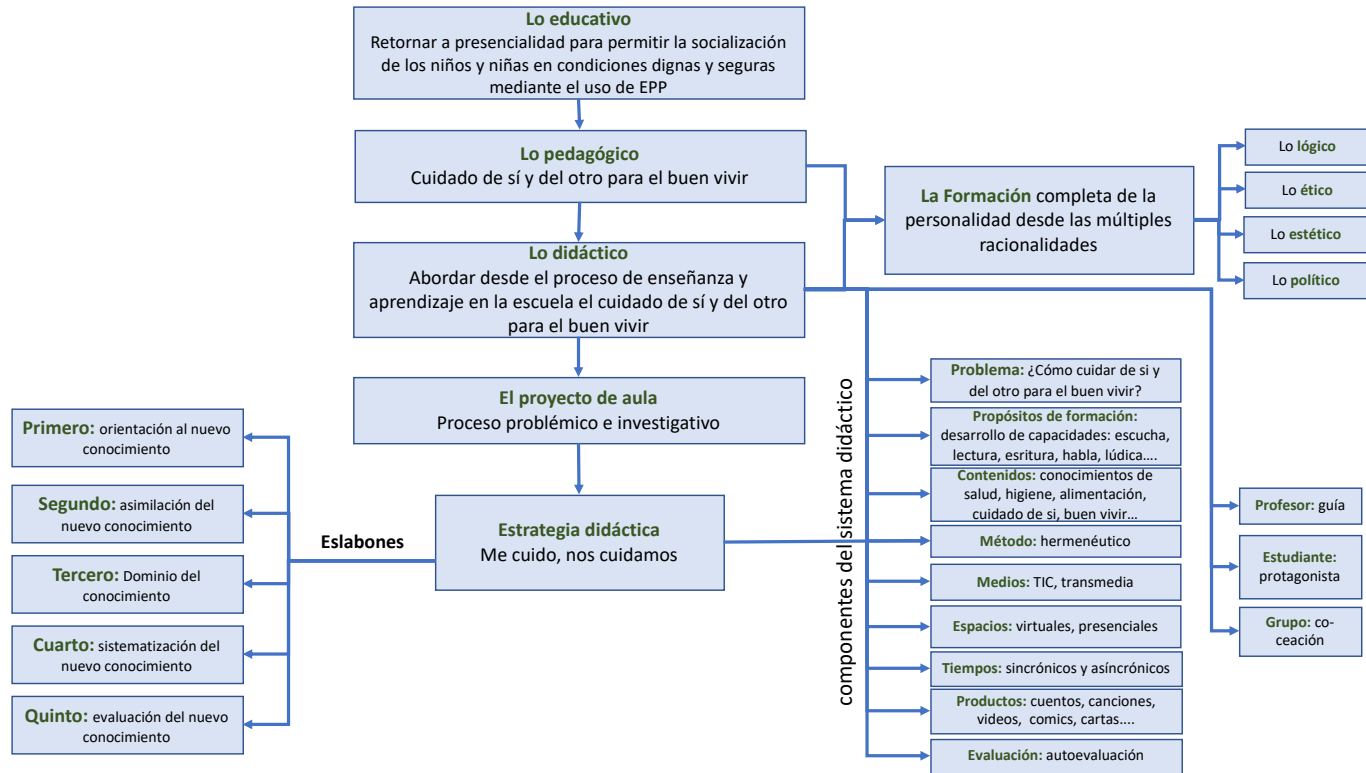 Lo educativo
Retornar a presencialidad para permitir la socialización
de los niños y niñas en condiciones dignas y seguras
mediante el uso de EPP
Lo pedagógico
Cuidado de sí y del otro para el buen vivir
Lo didáctico
Abordar desde el proceso de enseñanza y
aprendizaje en la escuela el cuidado de sí y del otro
para el buen vivir
El proyecto de aula
Proceso problémico e investigativo
Estrategia didáctica
Me cuido, nos cuidamos
La Formación completa de la
personalidad desde las múltiples
racionalidades
Lo lógico
Lo ético
Lo estético
Lo político
Eslabones
Primero: orientación al nuevo
conocimiento
Segundo: asimilación del
nuevo conocimiento
Tercero: Dominio del
conocimiento
Cuarto: sistematización del
nuevo conocimiento
Quinto: evaluación del nuevo
conocimiento
componentes del sistema didáctico
Problema: ¿Cómo cuidar de si y
del otro para el buen vivir?
Propósitos de formación:
desarrollo de capacidades: escucha,
lectura, esritura, habla, lúdica....
Contenidos: conocimientos de
salud, higiene, alimentación,
cuidado de si, buen vivir…
Método: hermenéutico
Medios: TIC, transmedia
Espacios: virtuales, presenciales
Tiempos: sincrónicos y asíncrónicos
Productos: cuentos, canciones,
videos, comics, cartas....
Evaluación: autoevaluación
Profesor: guía
Estudiante:
protagonista
Grupo: co-
ceación